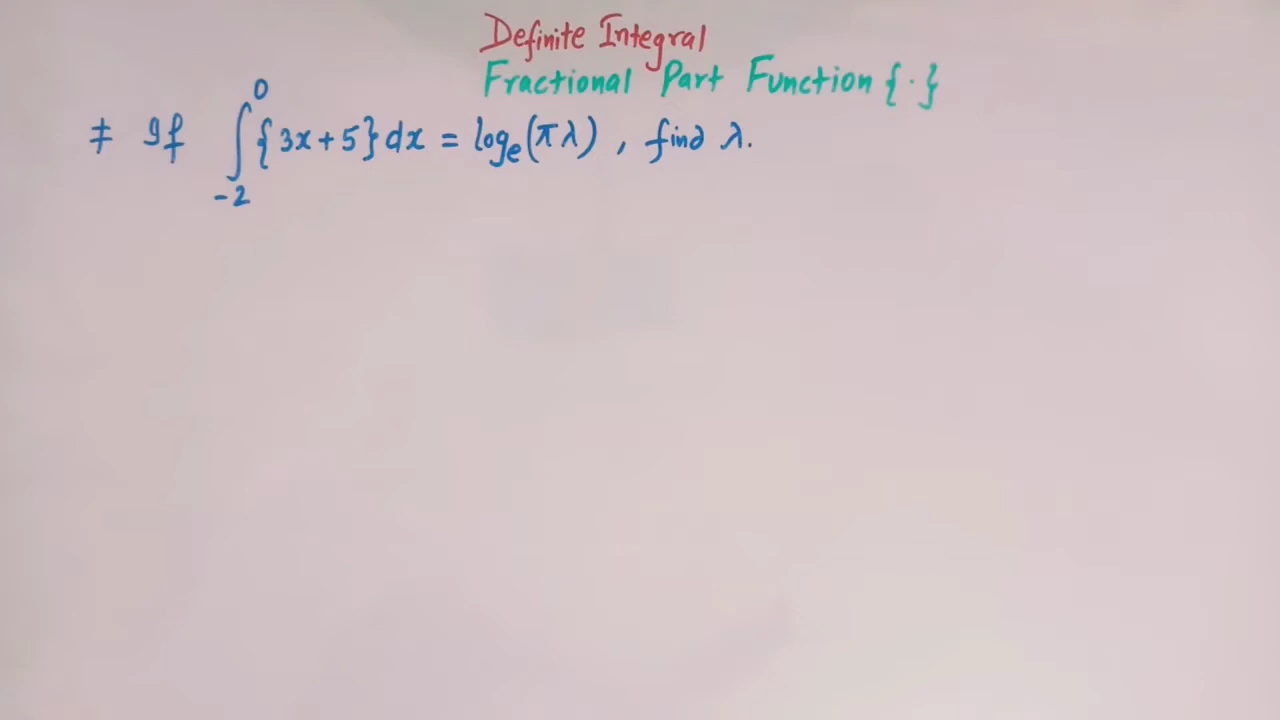 Definite Integral
Fractional Part Function {·}
# If ∫₋₂⁰ {3x+5}dx = logₑ(πλ), find λ.